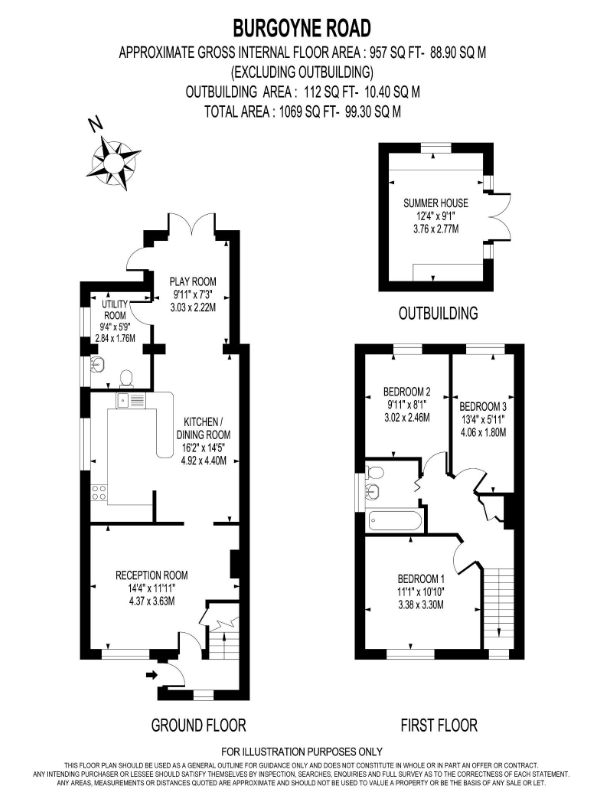 BURGOYNE ROAD
APPROXIMATE GROSS INTERNAL FLOOR AREA : 957 SQ FT- 88.90 SQ M
(EXCLUDING OUTBUILDING)
OUTBUILDING AREA : 112 SQ FT- 10.40 SQ M
TOTAL AREA : 1069 SQ FT- 99.30 SQ M
N
SUMMER HOUSE
12'4" x 9'1"
3.76 x 2.77M
OUTBUILDING
PLAY ROOM
9'11" x 7'3"
3.03 x 2.22M
UTILITY
ROOM
9'4" x 5'9"
2.84 x 1.76M
KITCHEN /
DINING ROOM
16'2" x 14'5"
4.92 x 4.40M
RECEPTION ROOM
14'4" x 11'11"
4.37 x 3.63M
GROUND FLOOR
BEDROOM 2
9'11" x 8'1"
3.02 x 2.46M
BEDROOM 3
13'4" x 5'11"
4.06 x 1.80M
BEDROOM 1
11'1" x 10'10"
3.38 x 3.30M
FIRST FLOOR
FOR ILLUSTRATION PURPOSES ONLY
THIS FLOOR PLAN SHOULD BE USED AS A GENERAL OUTLINE FOR GUIDANCE ONLY AND DOES NOT CONSTITUTE IN WHOLE OR IN PART AN OFFER OR CONTRACT.
ANY INTENDING PURCHASER OR LESSEE SHOULD SATISFY THEMSELVES BY INSPECTION, SEARCHES, ENQUIRIES AND FULL SURVEY AS TO THE CORRECTNESS OF EACH STATEMENT.
ANY AREAS, MEASUREMENTS OR DISTANCES QUOTED ARE APPROXIMATE AND SHOULD NOT BE USED TO VALUE A PROPERTY OR BE THE BASIS OF ANY SALE OR LET.